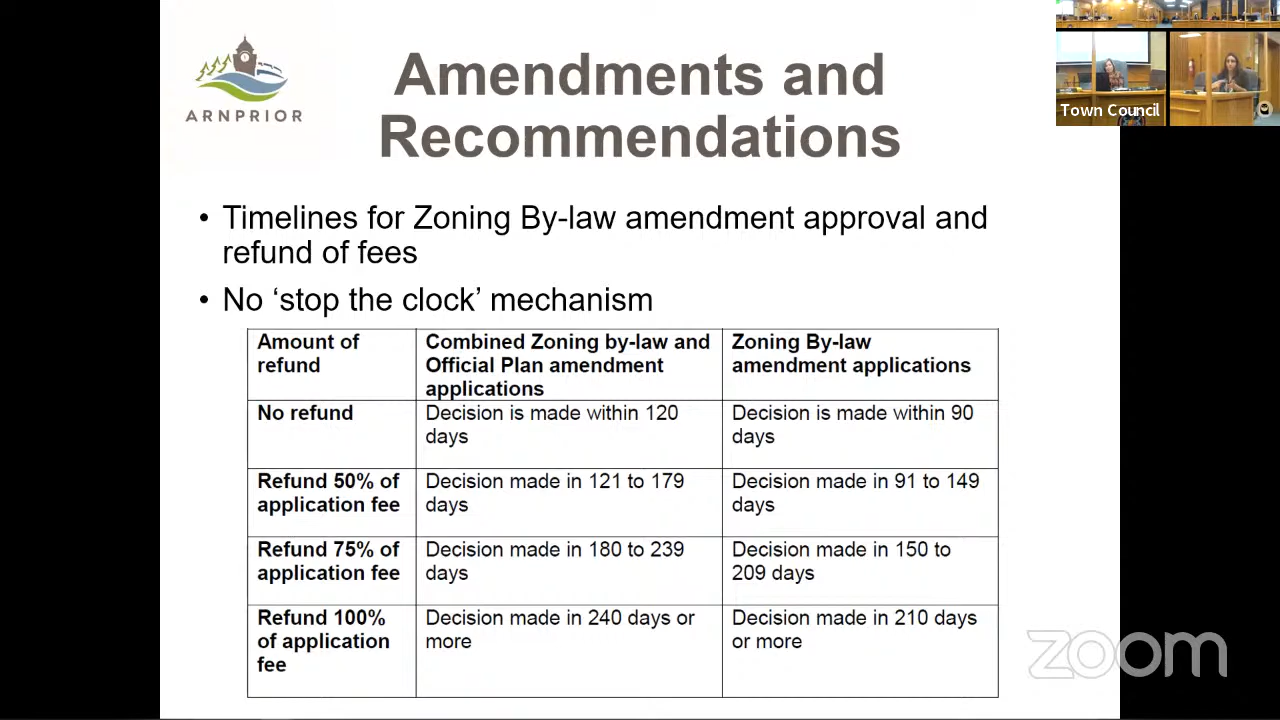 ARNPRIOR
Amendments and
Recommendations
Town Council
• Timelines for Zoning By-law amendment approval and
refund of fees
• No ‘stop the clock’ mechanism
Amount of
refund
Combined Zoning by-law and
Official Plan amendment
applications
Zoning By-law
amendment applications
No refund
Decision is made within 120
days
Decision is made within 90
days
Refund 50% of
application fee
Decision made in 121 to 179
days
Decision made in 91 to 149
days
Refund 75% of
application fee
Decision made in 180 to 239
days
Decision made in 150 to
209 days
Refund 100%
of application
fee
Decision made in 240 days or
more
Decision made in 210 days
or more
zoom